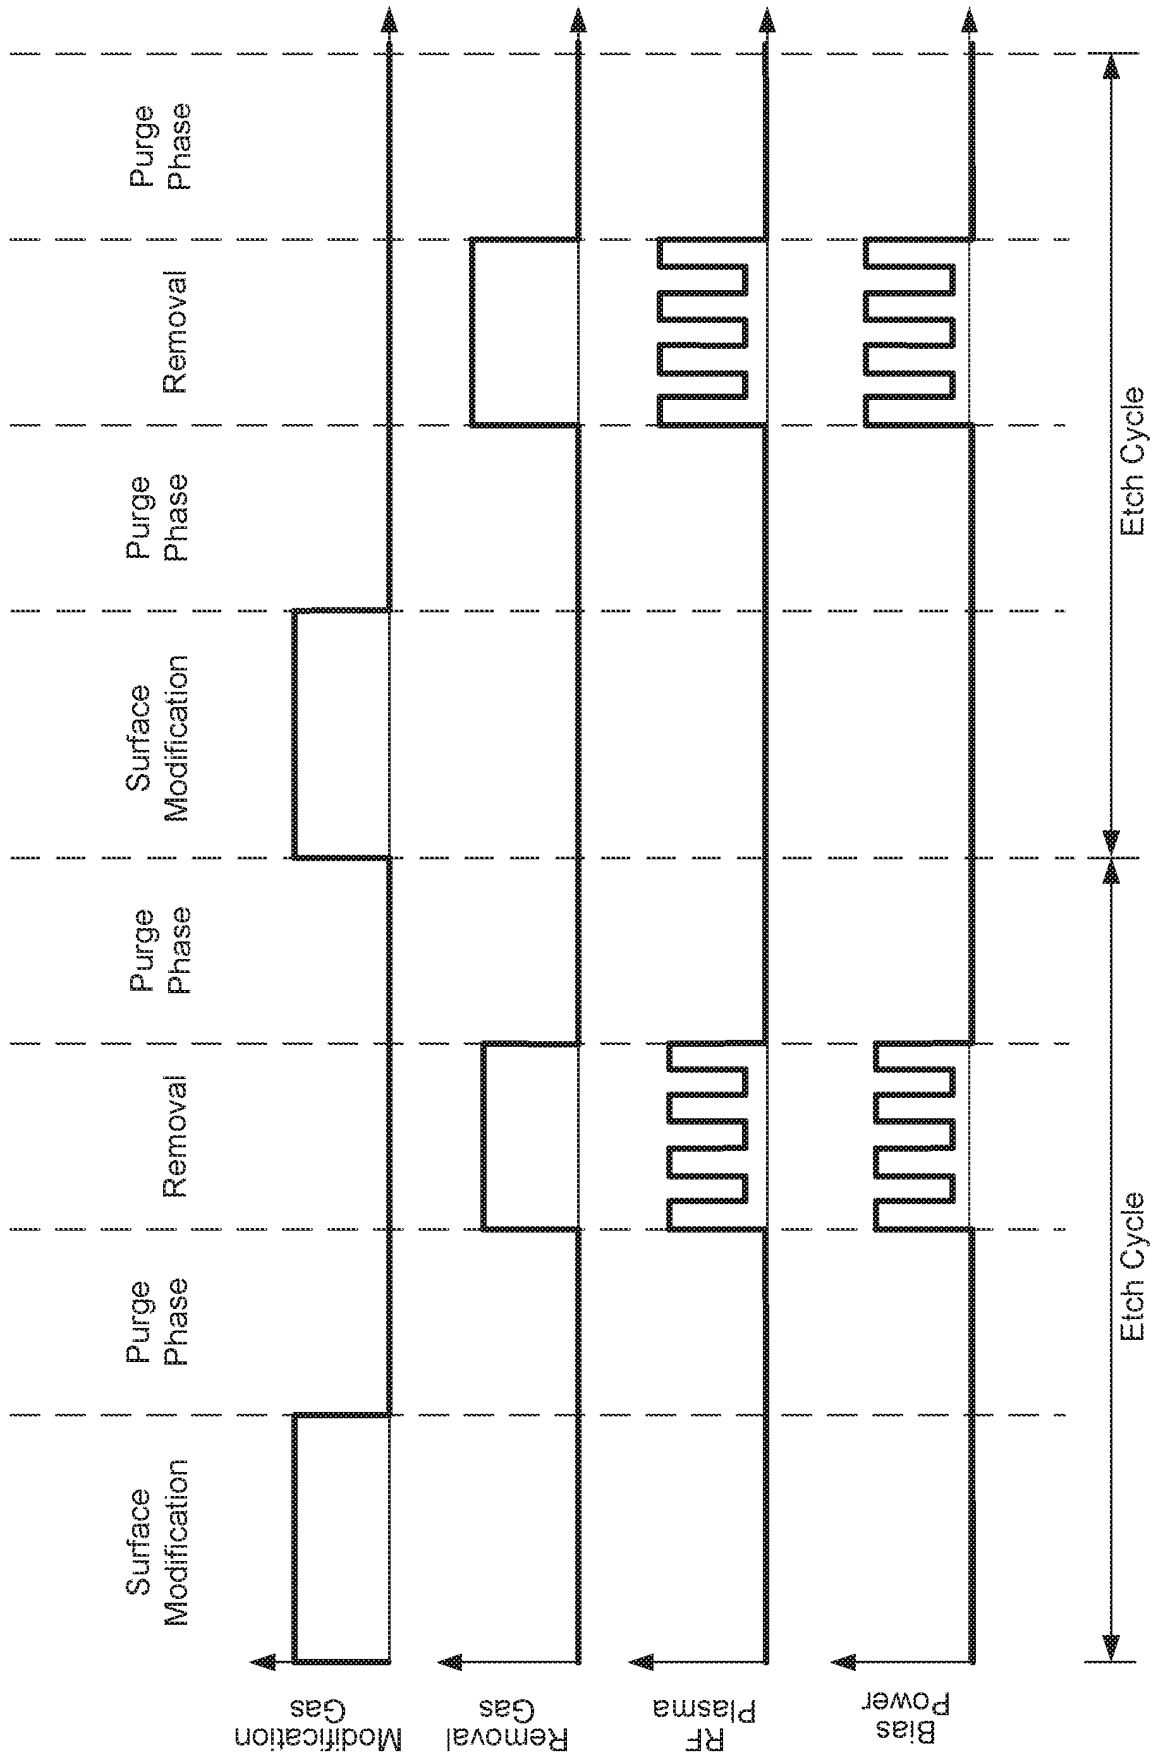 Surface
Modification
Purge
Phase
Removal
Purge
Phase
Surface
Modification
Purge
Phase
Removal
Purge
Phase
Modification
Gas
Removal
Gas
RF
Plasma
Bias
Power
Etch Cycle
Etch Cycle